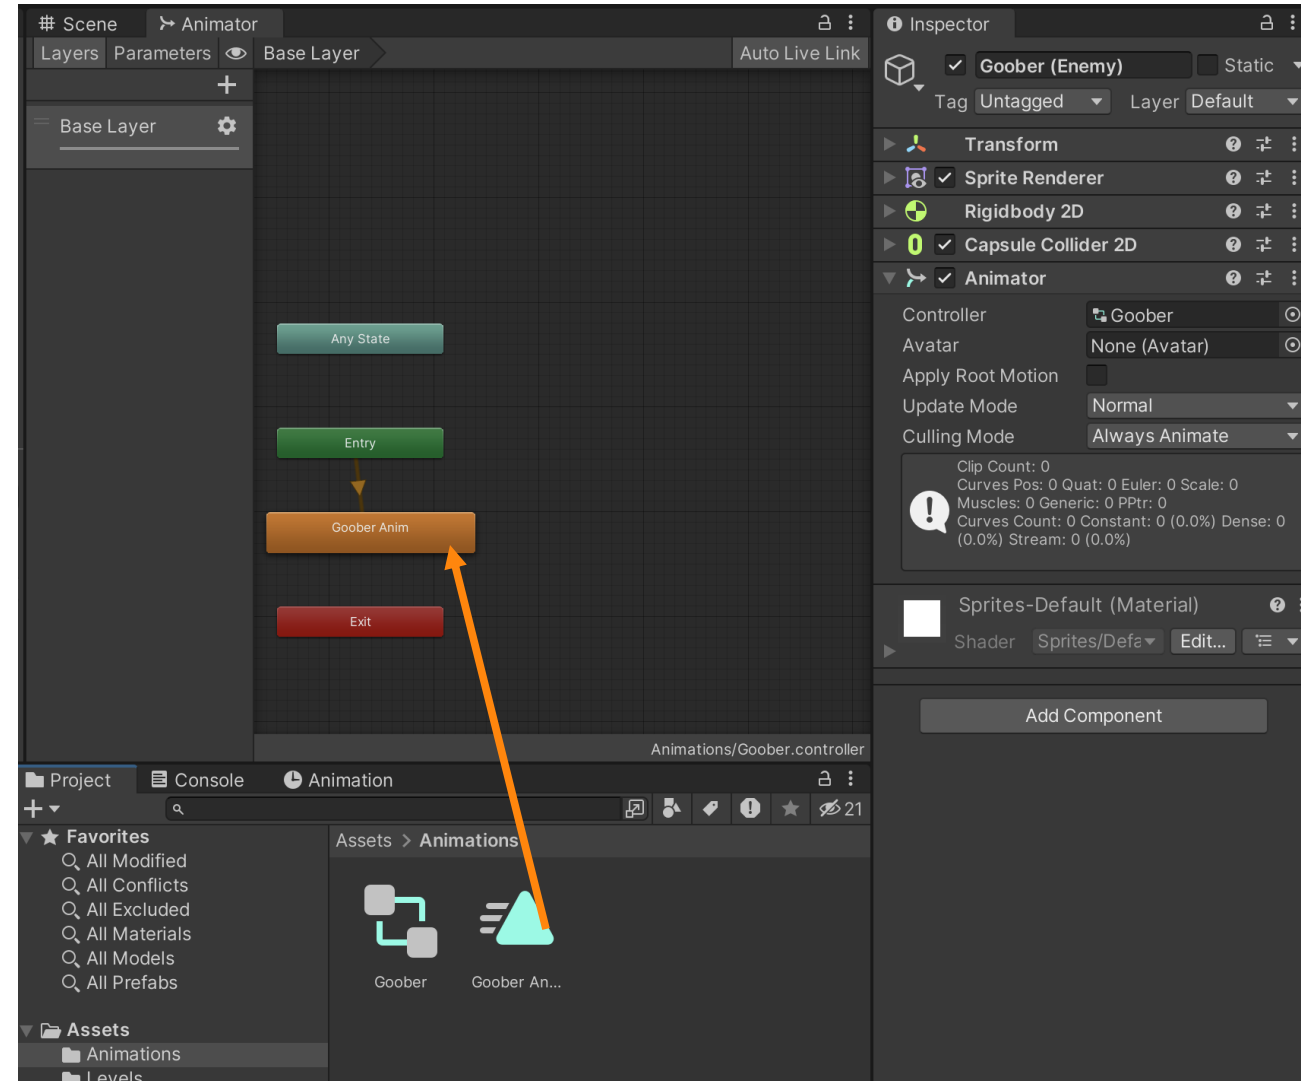 Scene
Animator
Layers
Parameters
Base Layer
Auto Live Link
Base Layer
Any State
Entry
Goober Anim
Exit
Animations/Goober.controller
Inspector
Goober (Enemy)
Static
Tag
Untagged
Layer
Default
Transform
Sprite Renderer
Rigidbody 2D
Capsule Collider 2D
Animator
Controller
Goober
Avatar
None (Avatar)
Apply Root Motion
Update Mode
Normal
Culling Mode
Always Animate
Clip Count: 0
Curves Pos: 0 Quat: 0 Euler: 0 Scale: 0
Muscles: 0 Generic: 0 PPtr: 0
Curves Count: 0 Constant: 0 (0.0%) Dense: 0
(0.0%) Stream: 0 (0.0%)
Sprites-Default (Material)
Shader
Sprites/Defa
Edit...
Add Component
Project
Console
Animation
21
Favorites
All Modified
All Conflicts
All Excluded
All Materials
All Models
All Prefabs
Assets
Animations
Levels
Assets > Animations
Goober
Goober An...